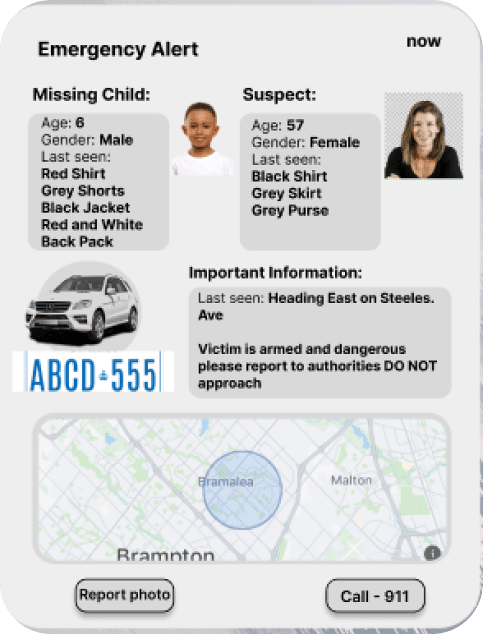 Emergency Alert
now
Missing Child:
Age: 6
Gender: Male
Last seen:
Red Shirt
Grey Shorts
Black Jacket
Red and White
Back Pack
Suspect:
Age: 57
Gender: Female
Last seen:
Black Shirt
Grey Skirt
Grey Purse
ABCD 555
Important Information:
Last seen: Heading East on Steeles.
Ave
Victim is armed and dangerous
please report to authorities DO NOT
approach
Bramalea
Malton
Brampton
i
Report photo
Call - 911